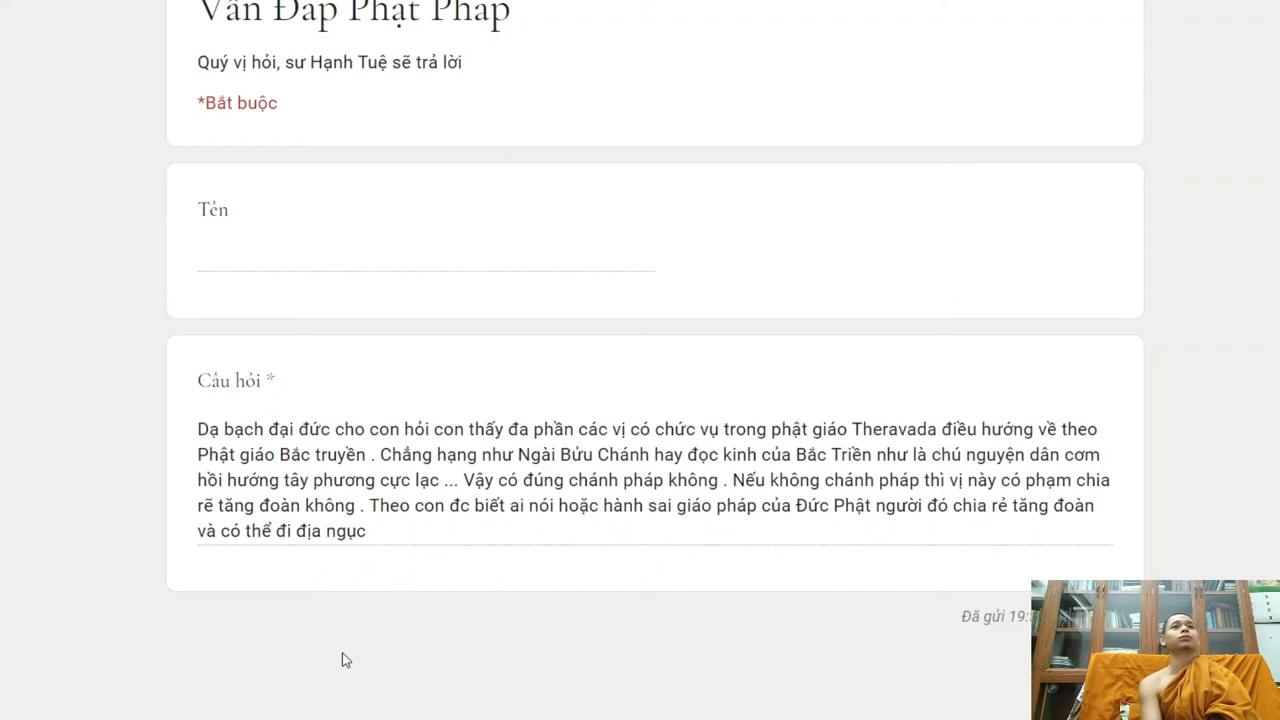 Vấn Đáp Phật Pháp
Quý vị hỏi, sư Hạnh Tuệ sẽ trả lời
*Bắt buộc
Tên
Câu hỏi *
Dạ bạch đại đức cho con hỏi con thấy đa phần các vị có chức vụ trong phật giáo Theravada điều hướng về theo
Phật giáo Bắc truyền . Chẳng hạng như Ngài Bửu Chánh hay đọc kinh của Bắc Triền như là chú nguyện dân cơm
hồi hướng tây phương cực lạc ... Vậy có đúng chánh pháp không . Nếu không chánh pháp thì vị này có phạm chia
rẽ tăng đoàn không . Theo con đc biết ai nói hoặc hành sai giáo pháp của Đức Phật người đó chia rẻ tăng đoàn
và có thể đi địa ngục
Đã gửi